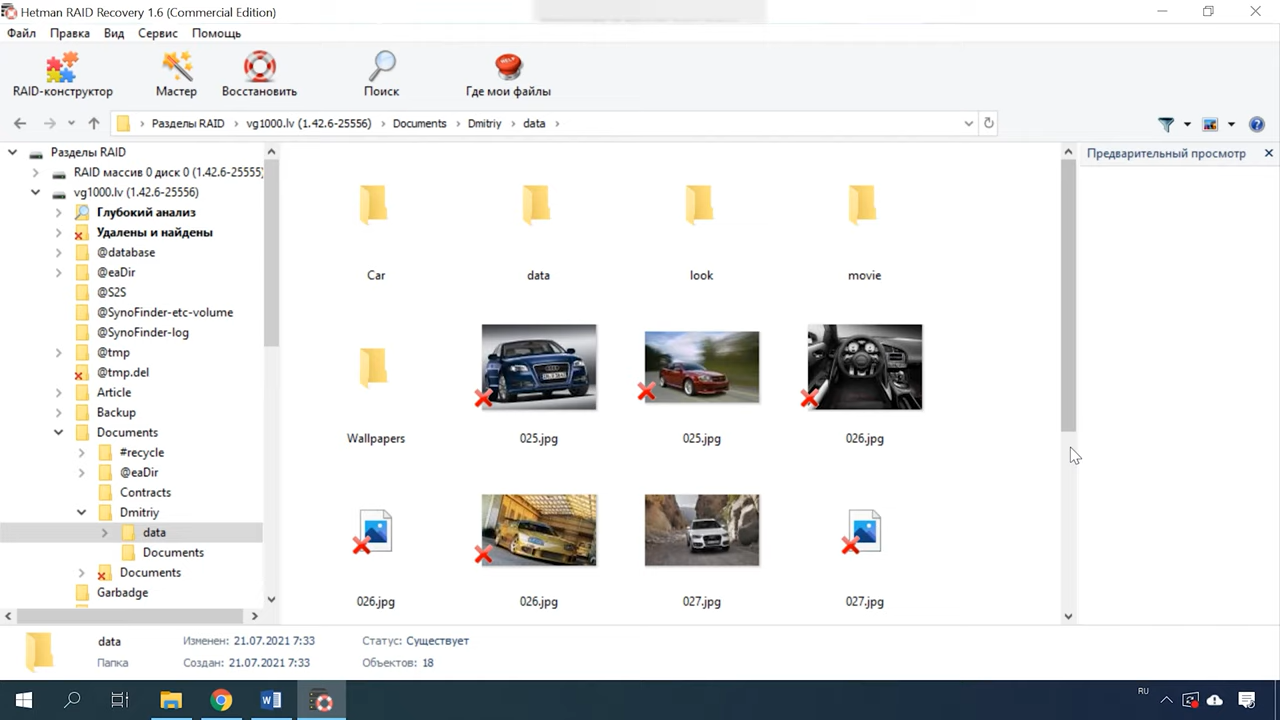 Hetman RAID Recovery 1.6 (Commercial Edition)
Файл Правка Вид Сервис Помощь
RAID-конструктор Мастер Восстановить Поиск Где мои файлы
Разделы RAID > vg1000.lv (1.42.6-25556) > Documents > Dmitriy > data >
Разделы RAID
RAID массив 0 диск 0 (1.42.6-25555)
vg1000.lv (1.42.6-25556)
Глубокий анализ
Удалены и найдены
@database
@eaDir
@S2S
@SynoFinder-etc-volume
@SynoFinder-log
@tmp
@tmp.del
Article
Backup
Documents
#recycle
@eaDir
Contracts
Dmitriy
data
Documents
Documents
Garbadge
Car data look movie
Wallpapers 025.jpg 025.jpg 026.jpg
026.jpg 026.jpg 027.jpg 027.jpg
Предварительный просмотр
data Изменен: 21.07.2021 7:33 Статус: Существует
Папка Создан: 21.07.2021 7:33 Объектов: 18
RU